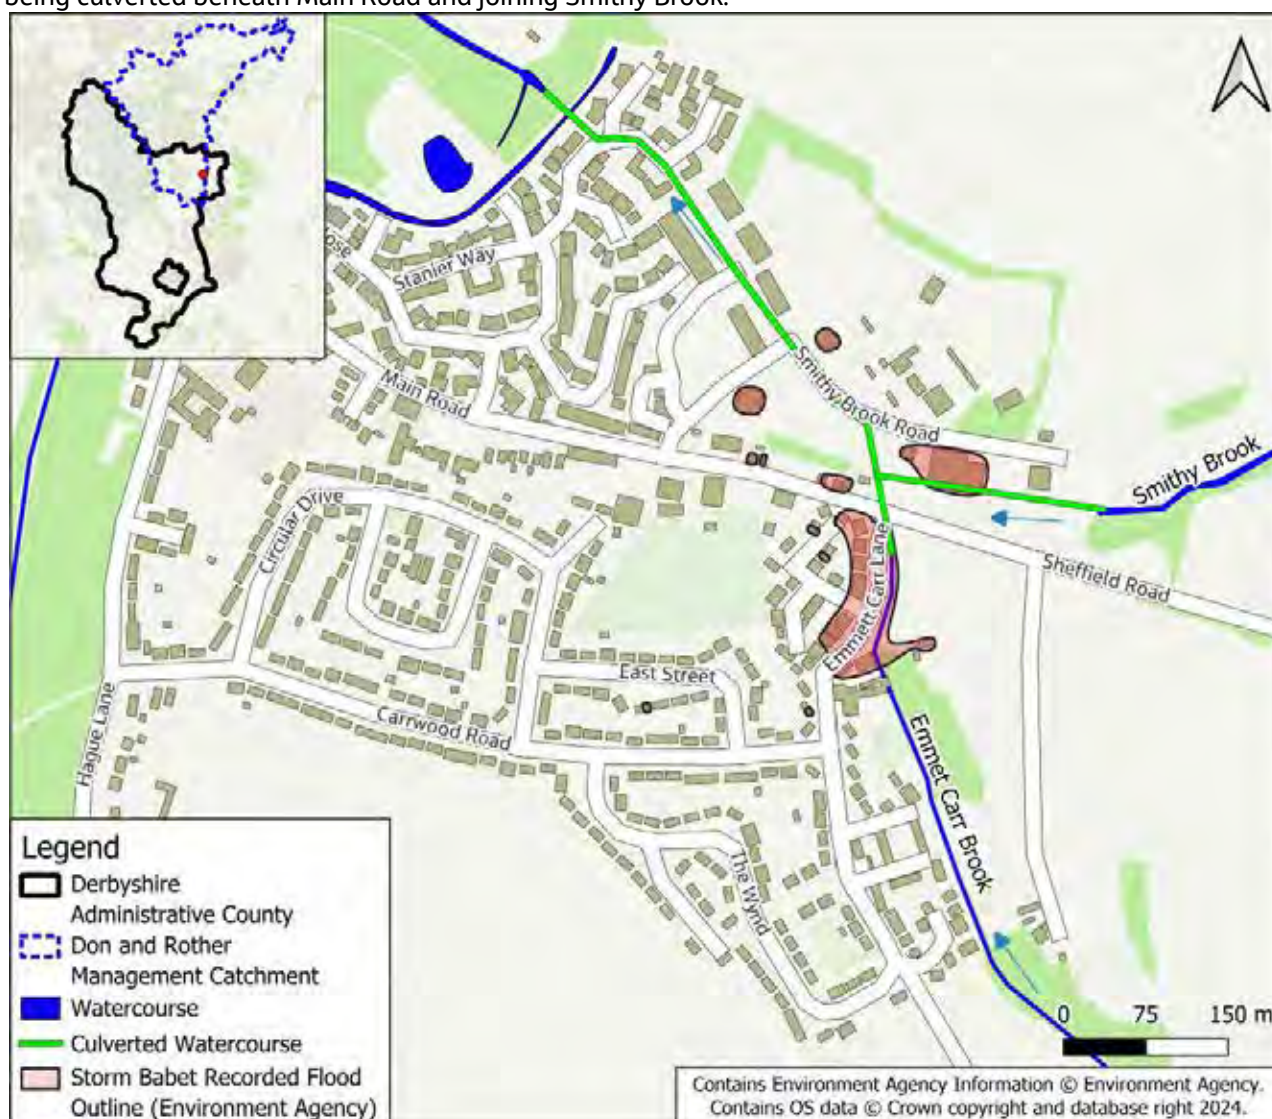 being culverted beneath Main Road and joining Smithy Brook.
Stanier Way
Main Road
Smithy Brook Road
Smithy Brook
Circular Drive
Emmett Carr Lane
Sheffield Road
East Street
Carrwood Road
Hague Lane
Emmet Carr Brook
The Wynd
Legend
Derbyshire
Administrative County
Don and Rother
Management Catchment
Watercourse
Culverted Watercourse
Storm Babet Recorded Flood
Outline (Environment Agency)
0 75 150 m
Contains Environment Agency Information © Environment Agency.
Contains OS data © Crown copyright and database right 2024.